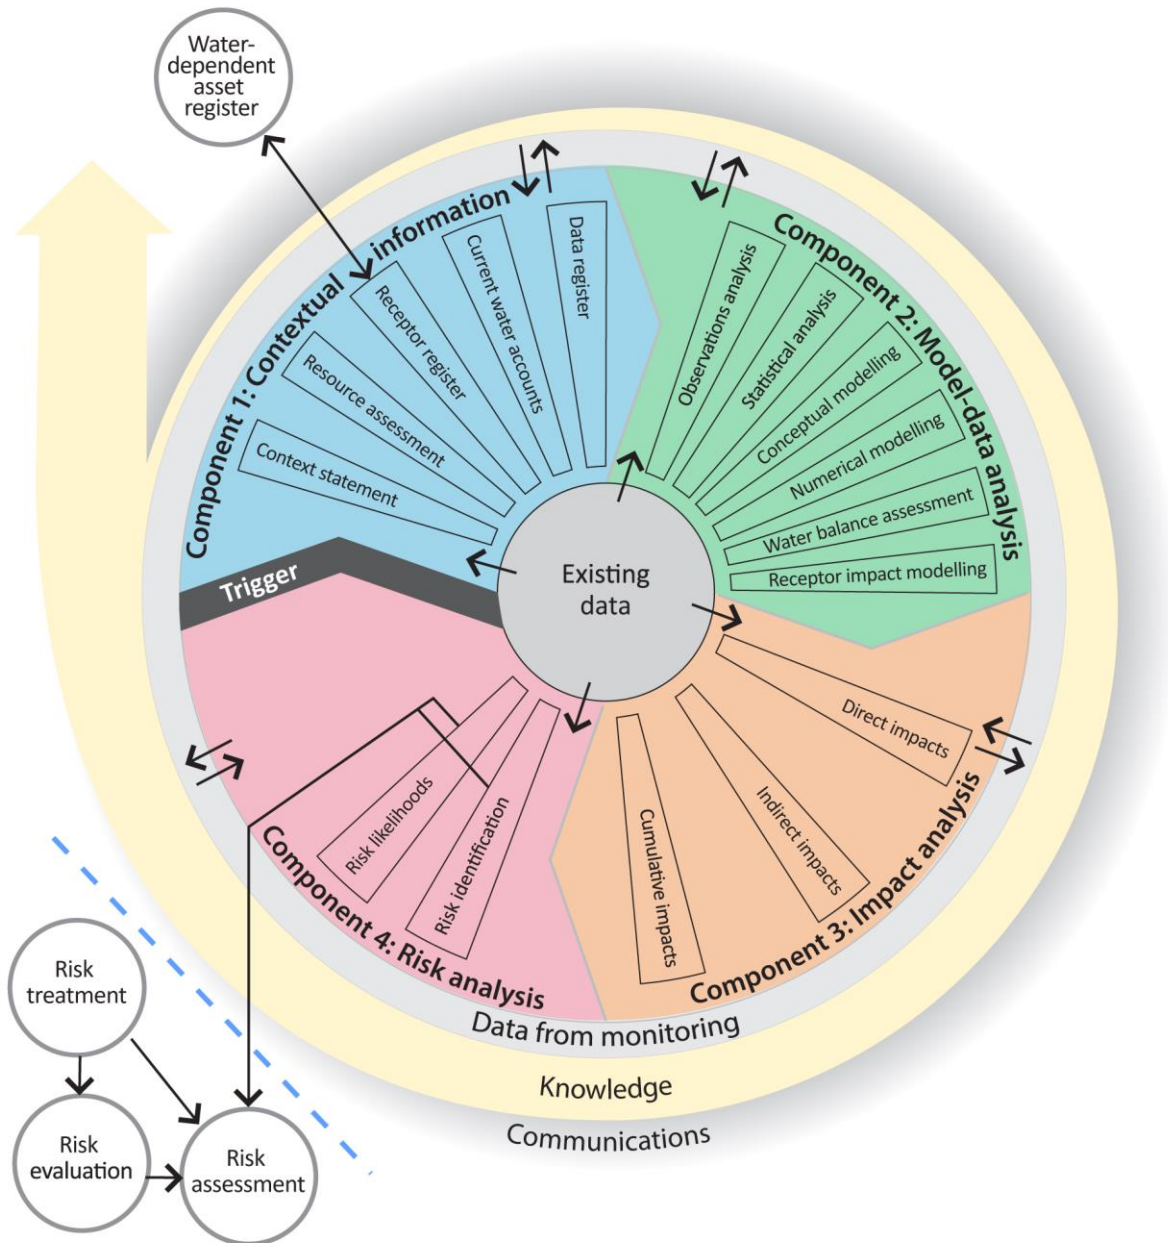 Water-
dependent
asset
register
Component 1: Contextual information
Data register
Current water accounts
Receptor register
Resource assessment
Context statement
Component 2: Model-data analysis
Observations analysis
Statistical analysis
Conceptual modelling
Numerical modelling
Water balance assessment
Receptor impact modelling
Trigger
Existing
data
Direct impacts
Indirect impacts
Cumulative impacts
Component 3: Impact analysis
Risk likelihoods
Risk identification
Component 4: Risk analysis
Data from monitoring
Knowledge
Communications
Risk
treatment
Risk
evaluation
Risk
assessment